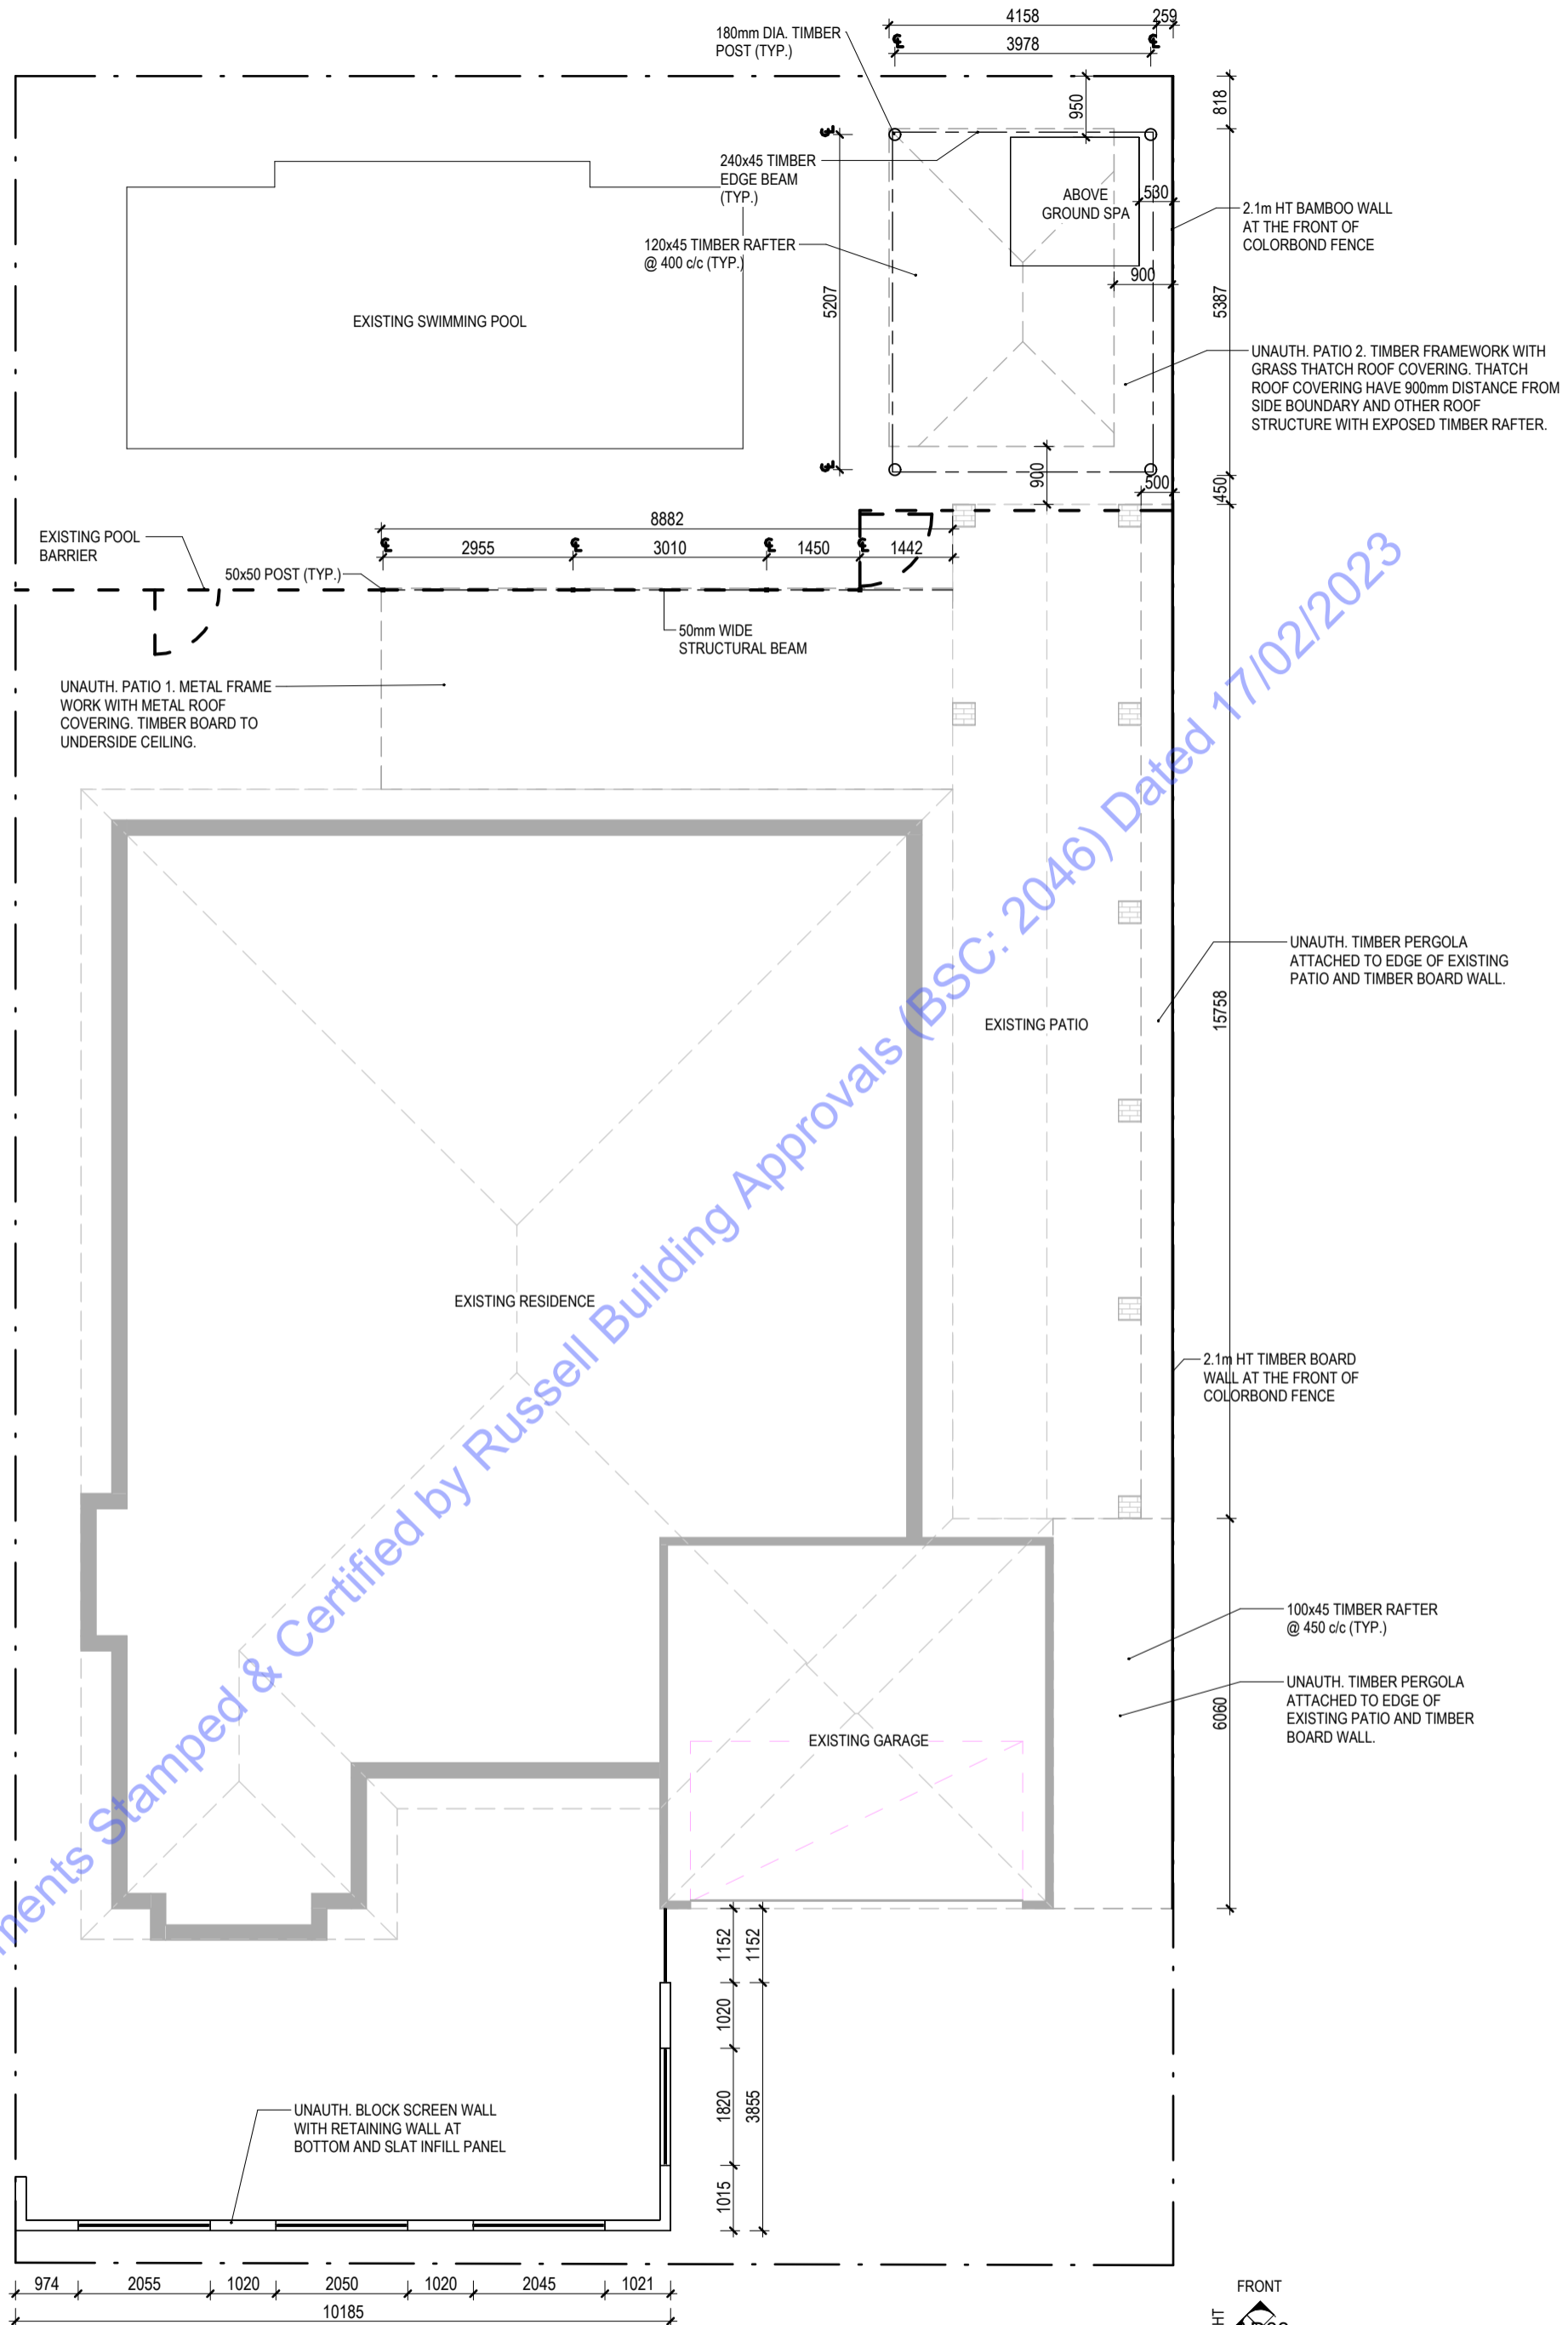 4158
259
3978
180mm DIA. TIMBER
POST (TYP.)
950
818
240x45 TIMBER
EDGE BEAM
(TYP.)
ABOVE
GROUND SPA
530
2.1m HT BAMBOO WALL
AT THE FRONT OF
COLORBOND FENCE
120x45 TIMBER RAFTER
@ 400 c/c (TYP.)
900
5207
5387
EXISTING SWIMMING POOL
UNAUTH. PATIO 2. TIMBER FRAMEWORK WITH
GRASS THATCH ROOF COVERING. THATCH
ROOF COVERING HAVE 900mm DISTANCE FROM
SIDE BOUNDARY AND OTHER ROOF
STRUCTURE WITH EXPOSED TIMBER RAFTER.
900
500
450
8882
2955
3010
1450
1442
EXISTING POOL
BARRIER
50x50 POST (TYP.)
50mm WIDE
STRUCTURAL BEAM
UNAUTH. PATIO 1. METAL FRAME
WORK WITH METAL ROOF
COVERING. TIMBER BOARD TO
UNDERSIDE CEILING.
UNAUTH. TIMBER PERGOLA
ATTACHED TO EDGE OF EXISTING
PATIO AND TIMBER BOARD WALL.
EXISTING PATIO
15758
EXISTING RESIDENCE
2.1m HT TIMBER BOARD
WALL AT THE FRONT OF
COLORBOND FENCE
100x45 TIMBER RAFTER
@ 450 c/c (TYP.)
UNAUTH. TIMBER PERGOLA
ATTACHED TO EDGE OF
EXISTING PATIO AND TIMBER
BOARD WALL.
6060
EXISTING GARAGE
1152
1152
1020
1820
3855
1015
UNAUTH. BLOCK SCREEN WALL
WITH RETAINING WALL AT
BOTTOM AND SLAT INFILL PANEL
974
2055
1020
2050
1020
2045
1021
10185
FRONT
Stamped & Certified by Russell Building Approvals (BSC: 2046) Dated 17/02/2023